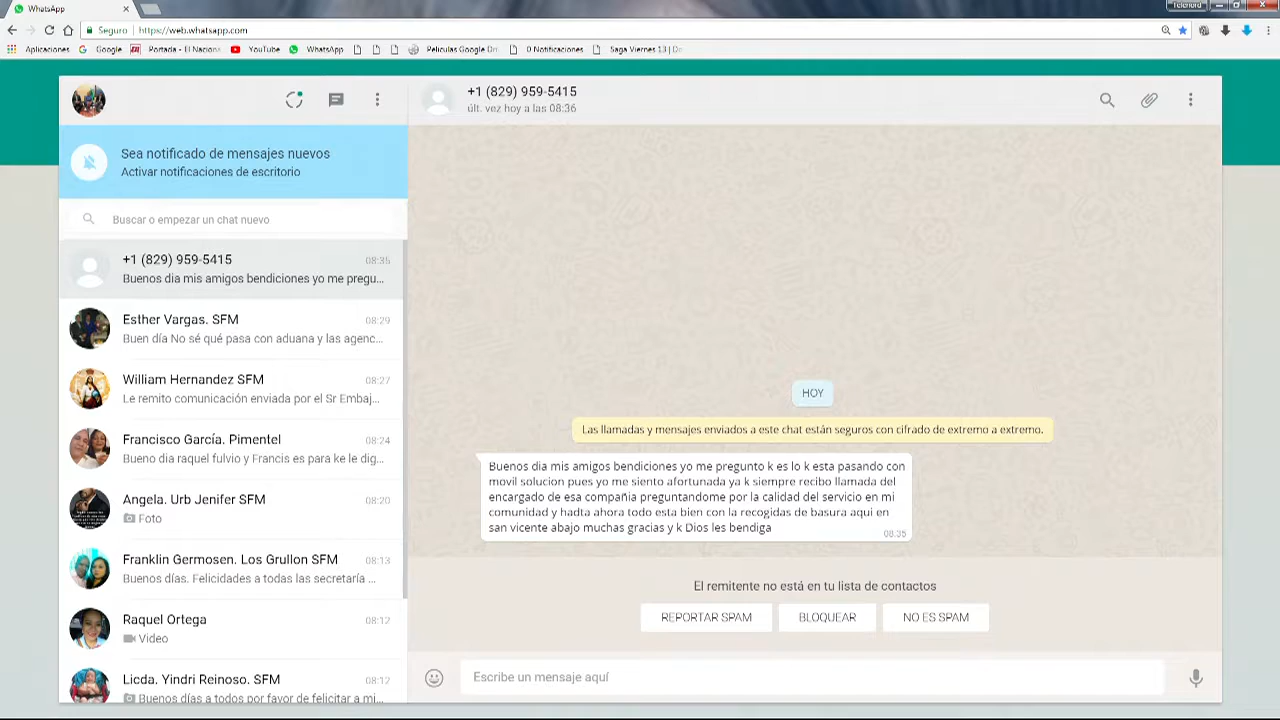 WhatsApp
Telenord
Seguro
https://web.whatsapp.com
Aplicaciones
Google
Portada - El Naciona
YouTube
WhatsApp
Peliculas Google Dri
0 Notificaciones
Saga Viernes 13 | De
+1 (829) 959-5415
últ. vez hoy a las 08:36
Sea notificado de mensajes nuevos
Activar notificaciones de escritorio
Buscar o empezar un chat nuevo
+1 (829) 959-5415 08:35
Buenos dia mis amigos bendiciones yo me pregu...
Esther Vargas. SFM 08:29
Buen día No sé qué pasa con aduana y las agenc...
William Hernandez SFM 08:27
Le remito comunicación enviada por el Sr Embaj...
Francisco García. Pimentel 08:24
Bueno dia raquel fulvio y Francis es para ke le dig...
Angela. Urb Jenifer SFM 08:20
Foto
Franklin Germosen. Los Grullon SFM 08:13
Buenos días. Felicidades a todas las secretaría ...
Raquel Ortega 08:12
Video
Licda. Yindri Reinoso. SFM 08:12
Buenos días a todos por favor de felicitar a mi...
HOY
Las llamadas y mensajes enviados a este chat están seguros con cifrado de extremo a extremo.
Buenos dia mis amigos bendiciones yo me pregunto k es lo k esta pasando con
movil solucion pues yo me siento afortunada ya k siempre recibo llamada del
encargado de esa compañia preguntandome por la calidad del servicio en mi
comunidad y hadta ahora todo esta bien con la recogidas de basura aqui en
san vicente abajo muchas gracias y k Dios les bendiga
08:35
El remitente no está en tu lista de contactos
REPORTAR SPAM
BLOQUEAR
NO ES SPAM
Escribe un mensaje aquí